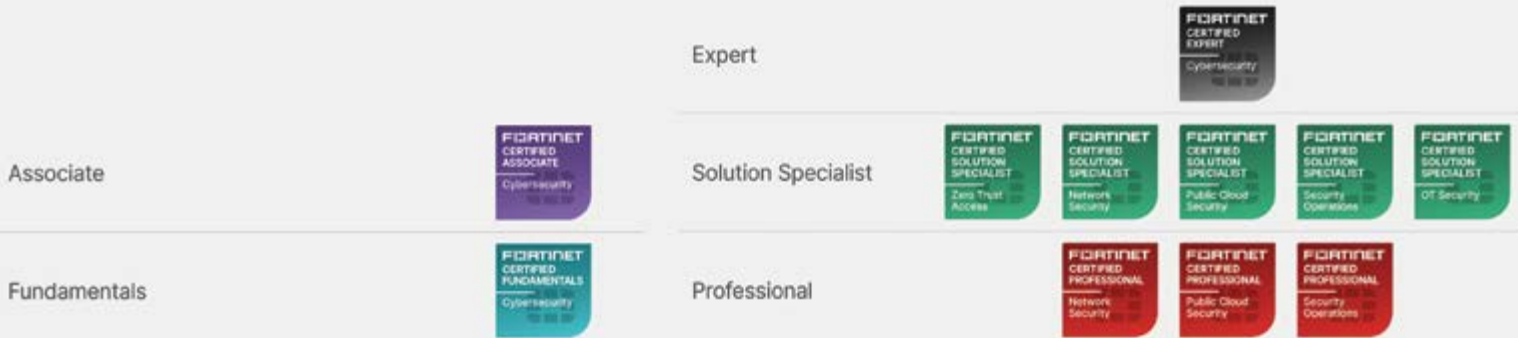 Expert
FORTINET
CERTIFIED
EXPERT
Cybersecurity
Associate
FORTINET
CERTIFIED
ASSOCIATE
Cybersecurity
Solution Specialist
FORTINET
CERTIFIED
SOLUTION
SPECIALIST
Zero Trust
Access
FORTINET
CERTIFIED
SOLUTION
SPECIALIST
Network
Security
FORTINET
CERTIFIED
SOLUTION
SPECIALIST
Public Cloud
Security
FORTINET
CERTIFIED
SOLUTION
SPECIALIST
Security
Operations
FORTINET
CERTIFIED
SOLUTION
SPECIALIST
OT Security
Fundamentals
FORTINET
CERTIFIED
FUNDAMENTALS
Cybersecurity
Professional
FORTINET
CERTIFIED
PROFESSIONAL
Network
Security
FORTINET
CERTIFIED
PROFESSIONAL
Public Cloud
Security
FORTINET
CERTIFIED
PROFESSIONAL
Security
Operations